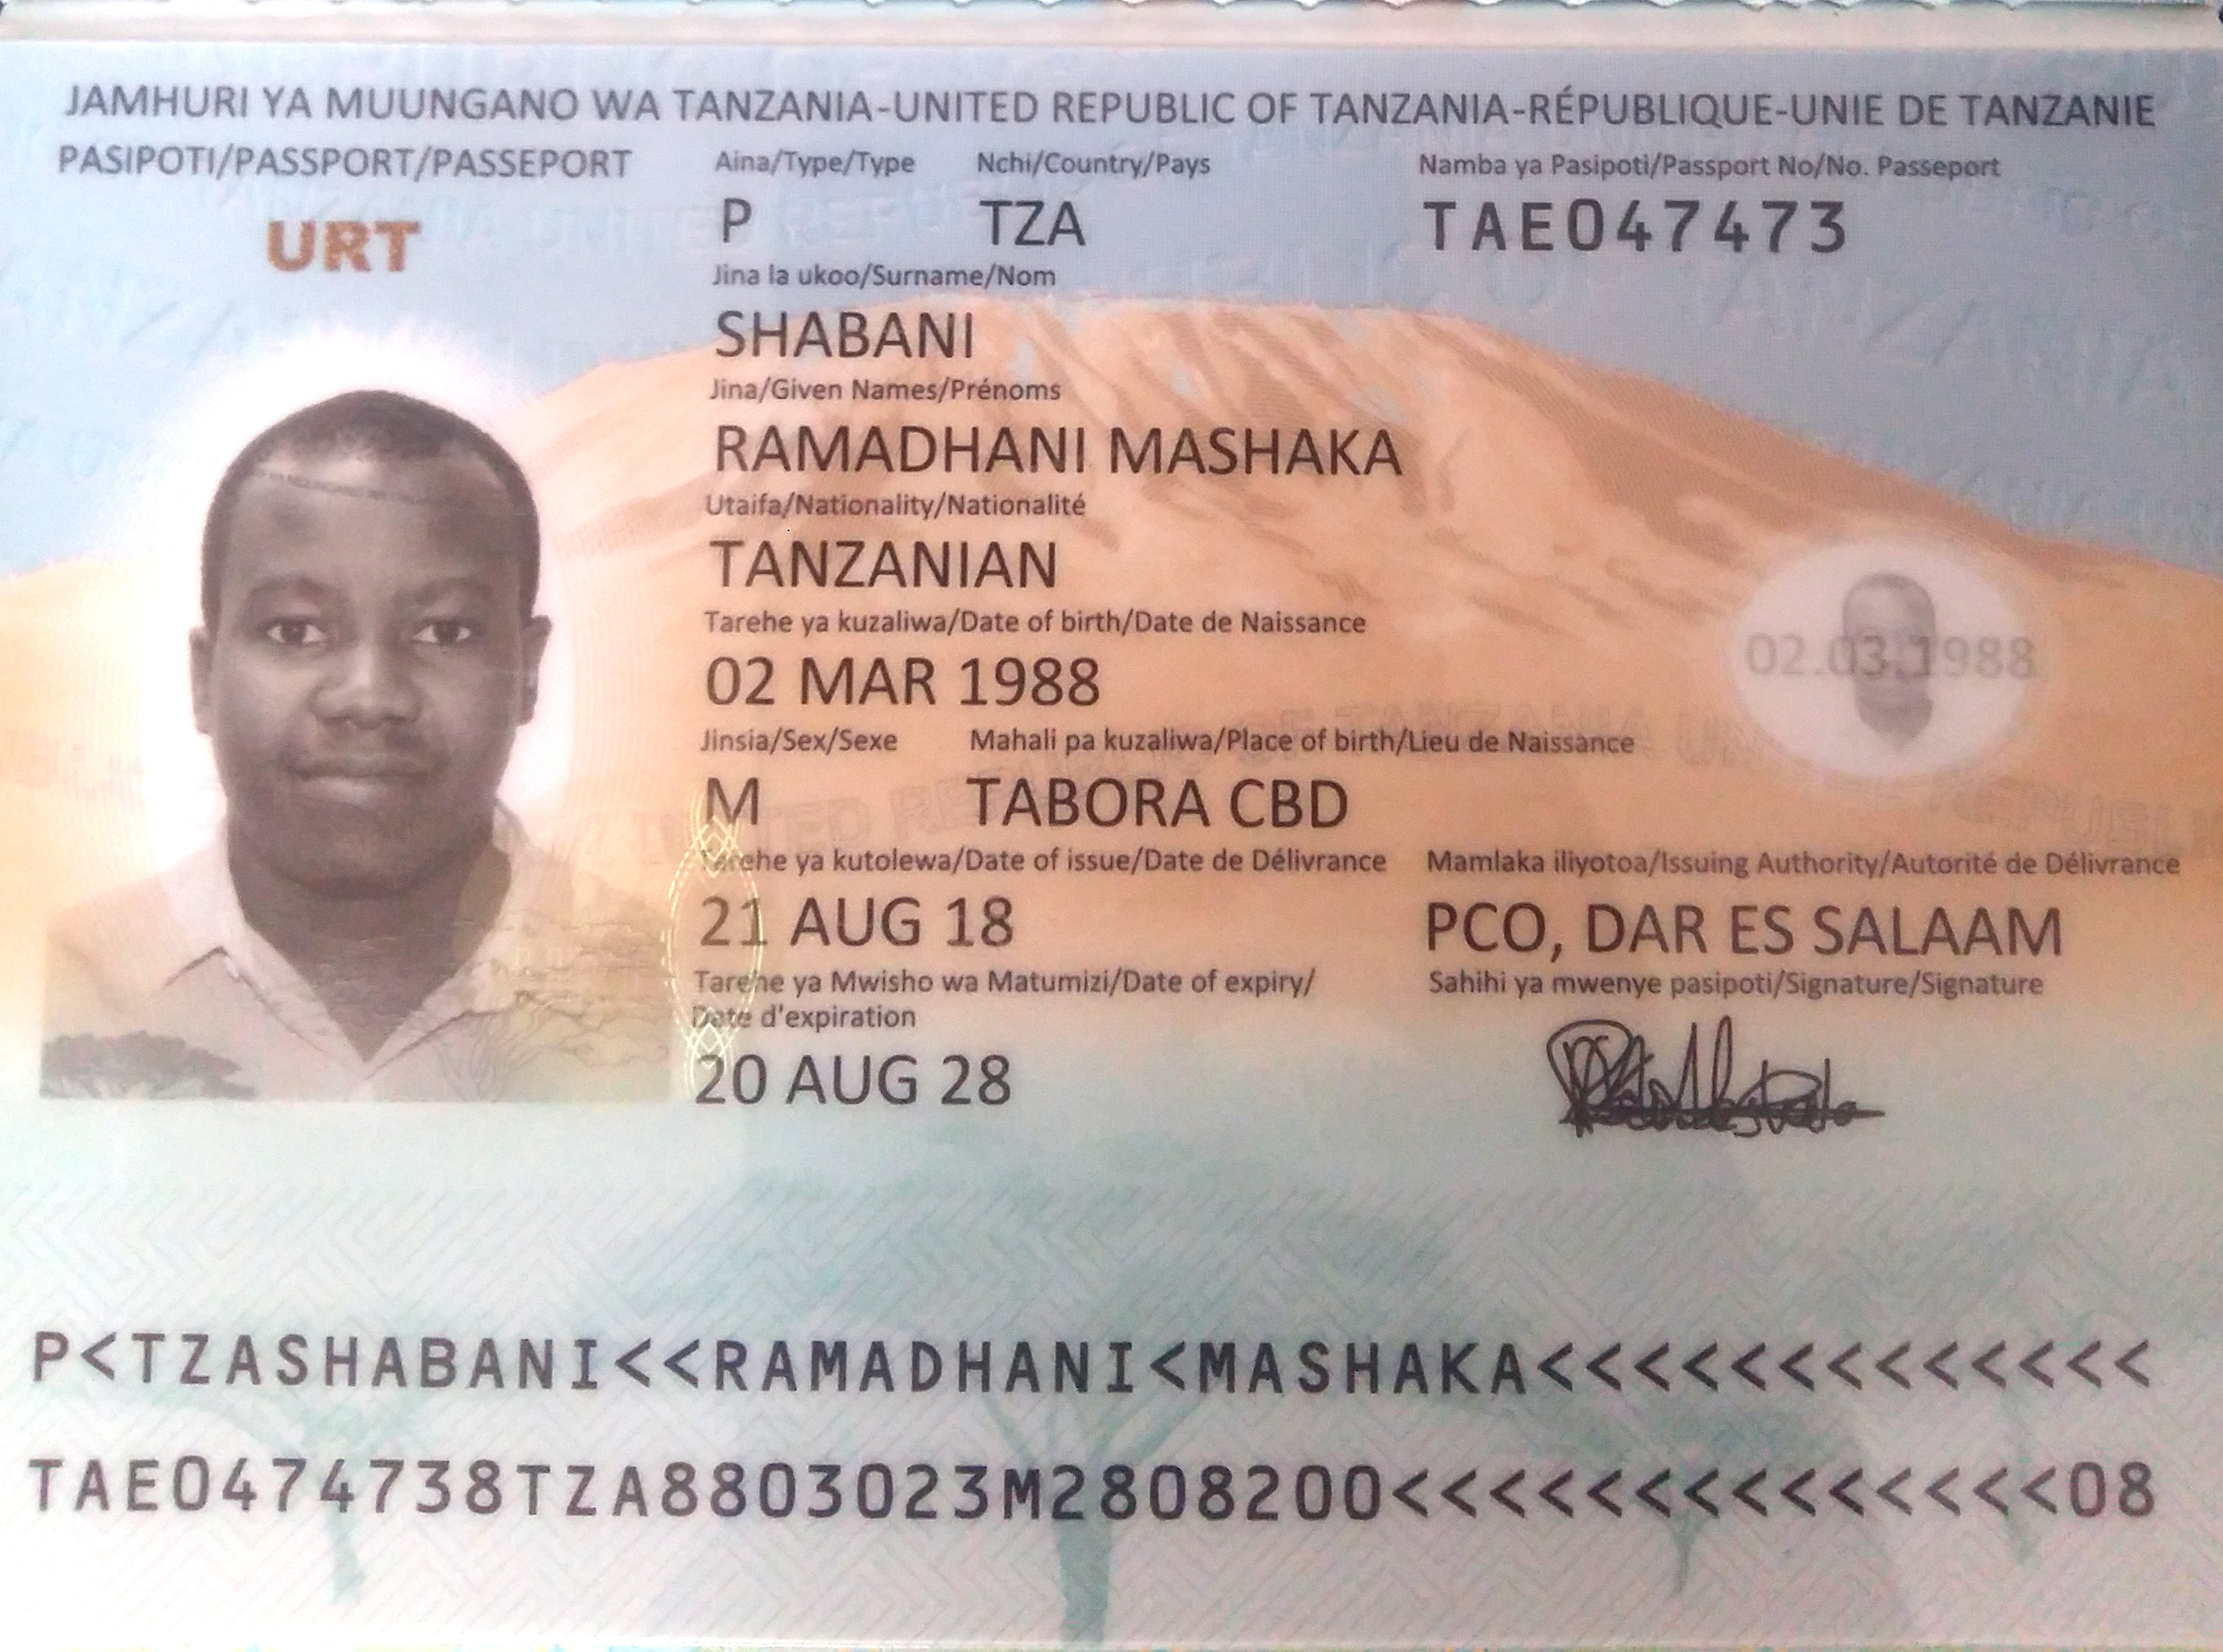 JAMHURI YA MUUNGANO WA TANZANIA-UNITED REPUBLIC OF TANZANIA-RÉPUBLIQUE-UNIE DE TANZANIE
PASIPOTI/PASSPORT/PASSEPORT Aina/Type/Type Nchi/Country/Pays Namba ya Pasipoti/Passport No/No. Passeport
URT P TZA TAE047473
Jina la ukoo/Surname/Nom
SHABANI
Jina/Given Names/Prénoms
RAMADHANI MASHAKA
Utaifa/Nationality/Nationalité
TANZANIAN
Tarehe ya kuzaliwa/Date of birth/Date de Naissance
02 MAR 1988 02.03.1988
Jinsia/Sex/Sexe Mahali pa kuzaliwa/Place of birth/Lieu de Naissance
M TABORA CBD
Tarehe ya kutolewa/Date of issue/Date de Délivrance Mamlaka iliyotoa/Issuing Authority/Autorité de Délivrance
21 AUG 18 PCO, DAR ES SALAAM
Tarehe ya Mwisho wa Matumizi/Date of expiry/ Sahihi ya mwenye pasipoti/Signature/Signature
Date d'expiration
20 AUG 28
P<TZASHABANI<<RAMADHANI<MASHAKA<<<<<<<<<<<<<
TAE0474738TZA8803023M2808200<<<<<<<<<<<<<<08